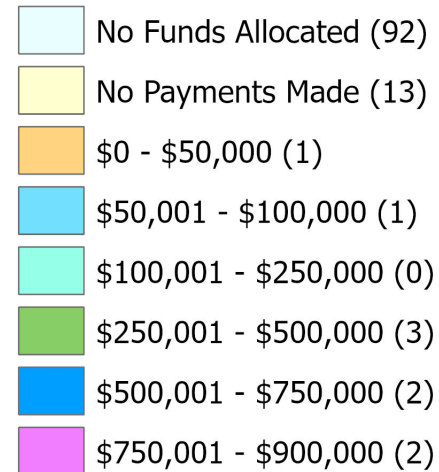 No Funds Allocated (92)
No Payments Made (13)
$0 - $50,000 (1)
$50,001 - $100,000 (1)
$100,001 - $250,000 (0)
$250,001 - $500,000 (3)
$500,001 - $750,000 (2)
$750,001 - $900,000 (2)